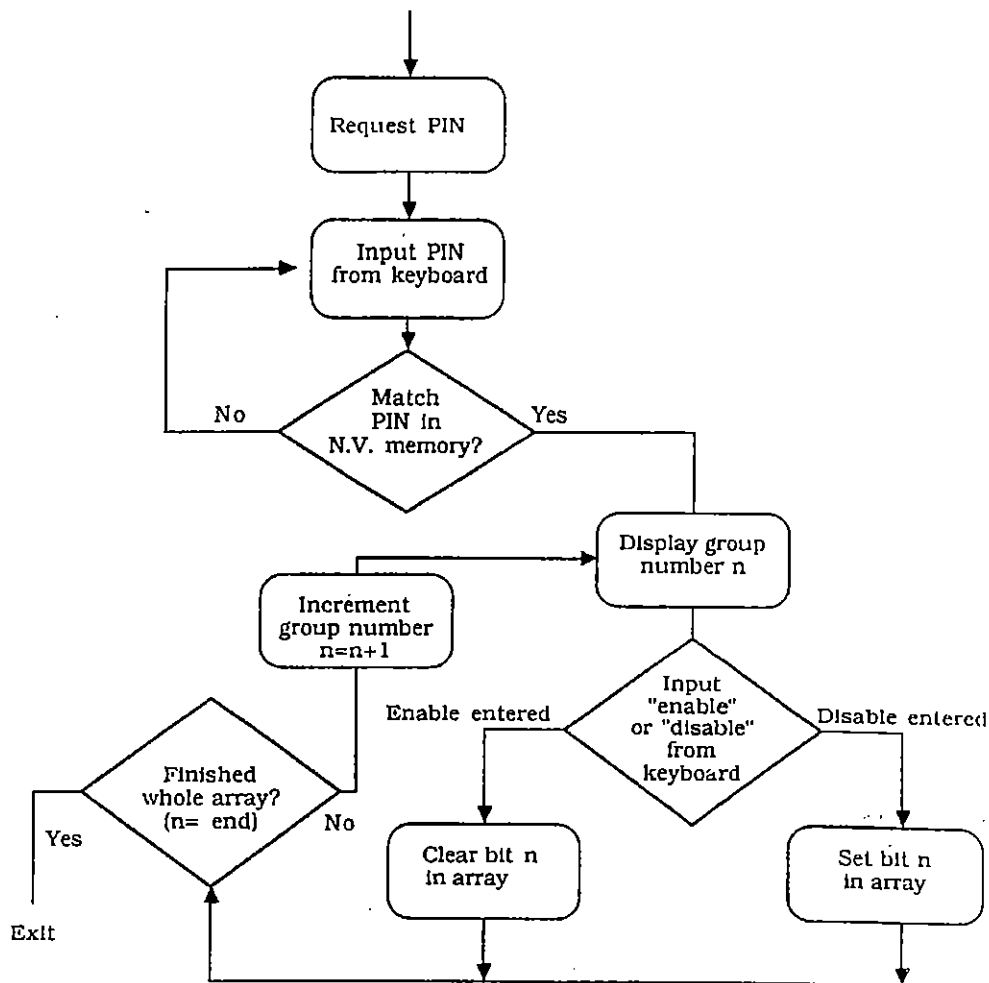 Request PIN
Input PIN
from keyboard
Match
PIN in
N.V. memory?
No
Yes
Display group
number n
Increment
group number
n=n+1
Input
"enable"
or "disable"
from
keyboard
Enable entered
Disable entered
Finished
whole array?
(n= end)
Yes
No
Clear bit n
in array
Set bit n
in array
Exit